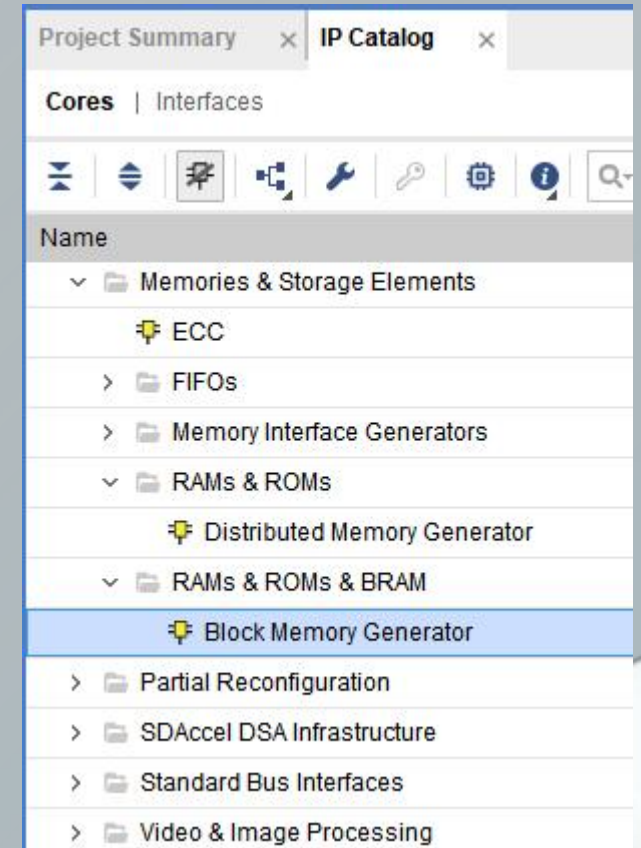 Project Summary × IP Catalog ×
Cores | Interfaces
Name
Memories & Storage Elements
ECC
FIFOs
Memory Interface Generators
RAMs & ROMs
Distributed Memory Generator
RAMs & ROMs & BRAM
Block Memory Generator
Partial Reconfiguration
SDAccel DSA Infrastructure
Standard Bus Interfaces
Video & Image Processing